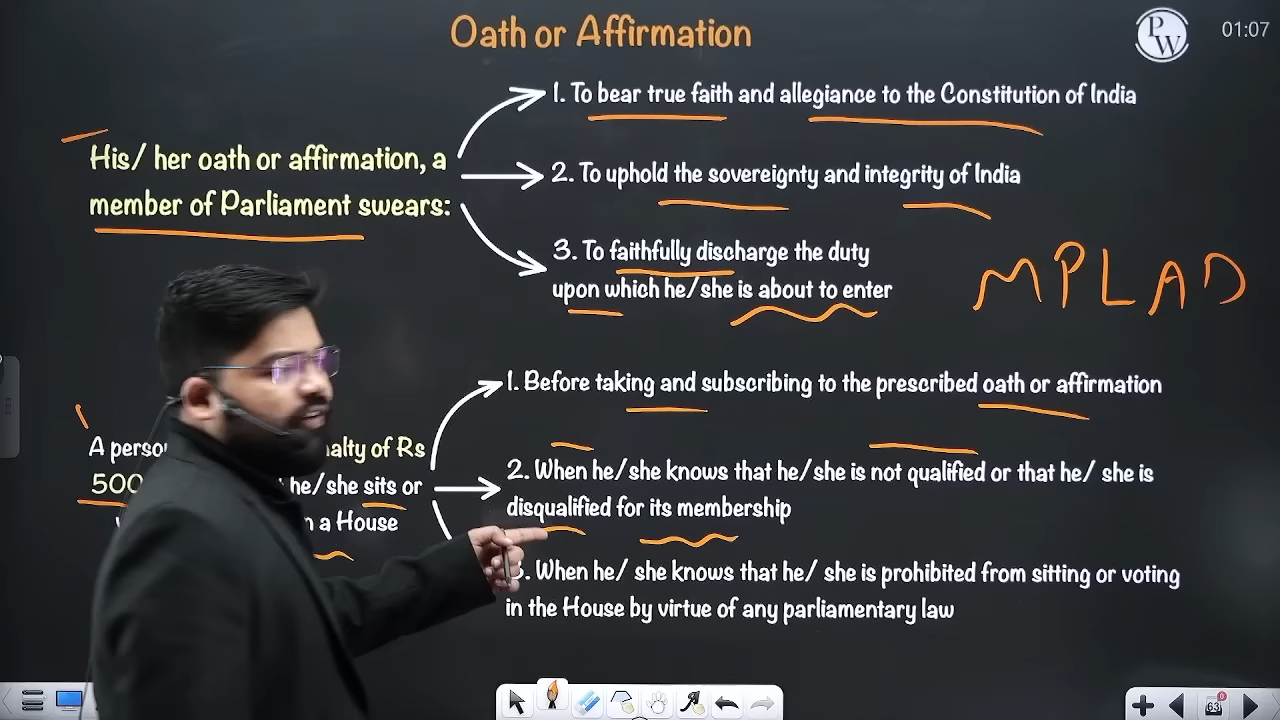 Oath or Affirmation
PW
01:07
1. To bear true faith and allegiance to the Constitution of India
His/ her oath or affirmation, a
member of Parliament swears:
2. To uphold the sovereignty and integrity of India
3. To faithfully discharge the duty
upon which he/she is about to enter
MPLAD
1. Before taking and subscribing to the prescribed oath or affirmation
A perso alty of Rs
500 he/she sits or
n a House
2. When he/she knows that he/she is not qualified or that he/ she is
disqualified for its membership
3. When he/ she knows that he/ she is prohibited from sitting or voting
in the House by virtue of any parliamentary law
63